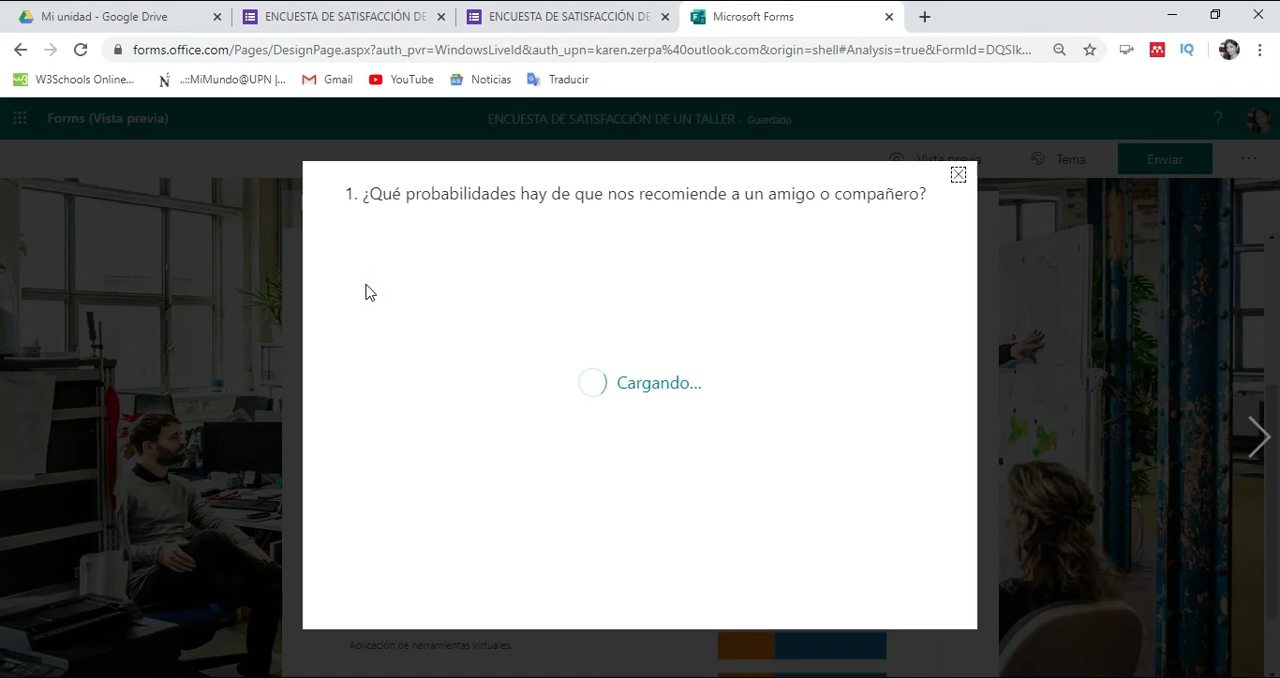 Mi unidad - Google Drive
ENCUESTA DE SATISFACCIÓN DE
ENCUESTA DE SATISFACCIÓN DE
Microsoft Forms
forms.office.com/Pages/DesignPage.aspx?auth_pvr=WindowsLiveId&auth_upn=karen.zerpa%40outlook.com&origin=shell#Analysis=true&FormId=DQSIk...
W3Schools Online...
..::MiMundo@UPN |...
Gmail
YouTube
Noticias
Traducir
Forms (Vista previa)
ENCUESTA DE SATISFACCIÓN DE UN TALLER - Guardado
?
Vista previa
Tema
Enviar
1. ¿Qué probabilidades hay de que nos recomiende a un amigo o compañero?
Cargando...
Aplicación de herramientas virtuales.